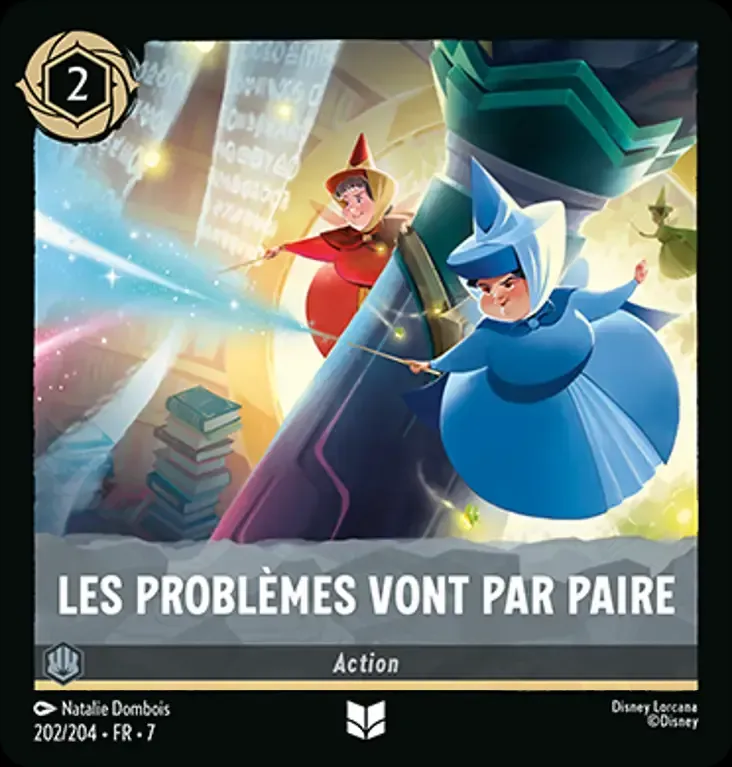 2
LES PROBLÈMES VONT PAR PAIRE
Action
Natalie Dombois
202/204 • FR • 7
Disney Lorcana
©Disney